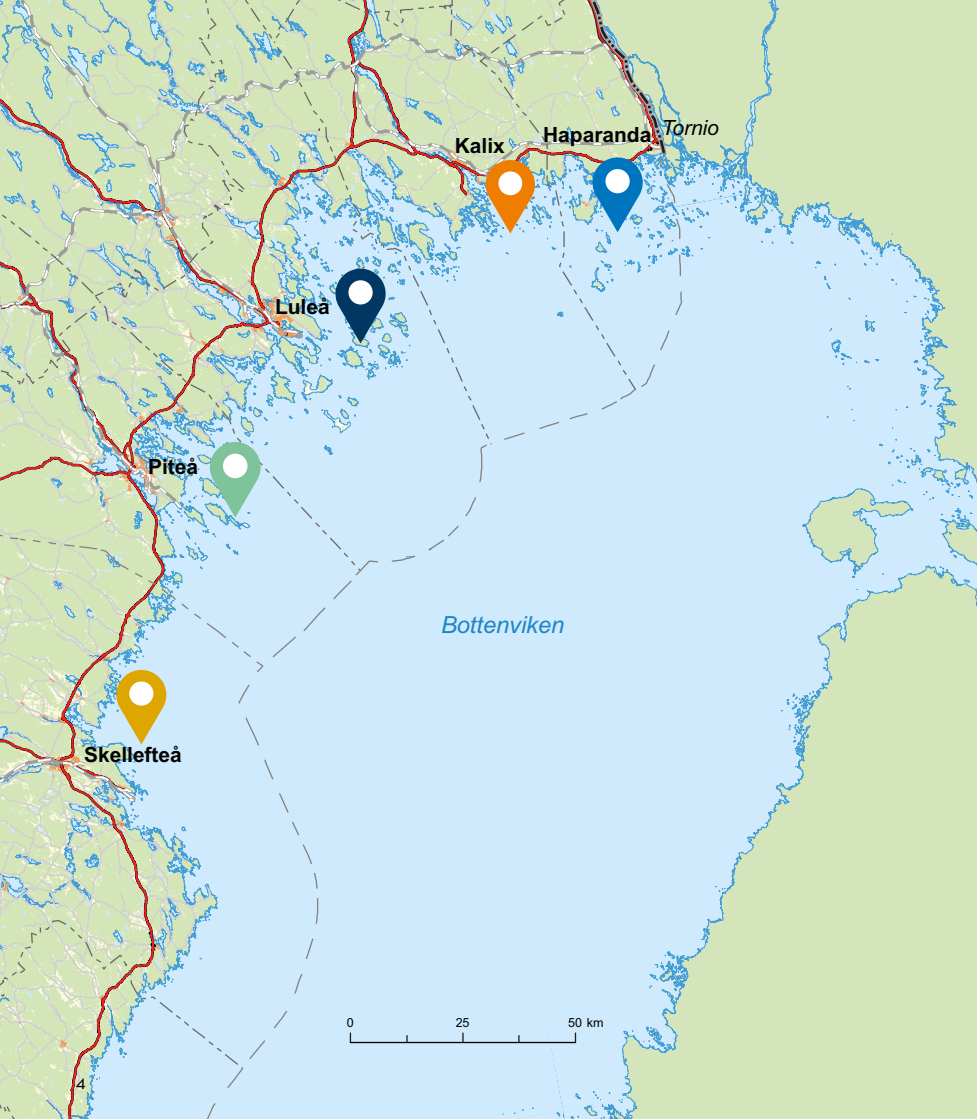 Haparanda
Tornio
Kalix
Luleå
Piteå
Bottenviken
Skellefteå
0 25 50 km
4